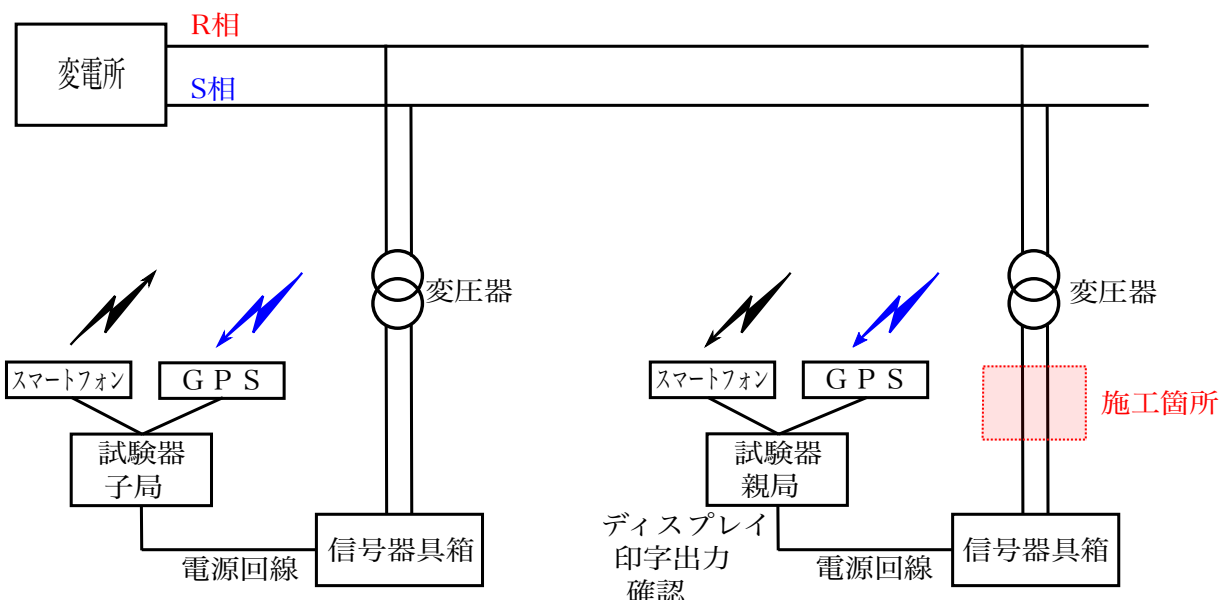 R相
変電所
S相
変圧器
変圧器
スマートフォン
ＧＰＳ
スマートフォン
ＧＰＳ
施工箇所
試験器
子局
試験器
親局
ディスプレイ
印字出力
確認
信号器具箱
信号器具箱
電源回線
電源回線